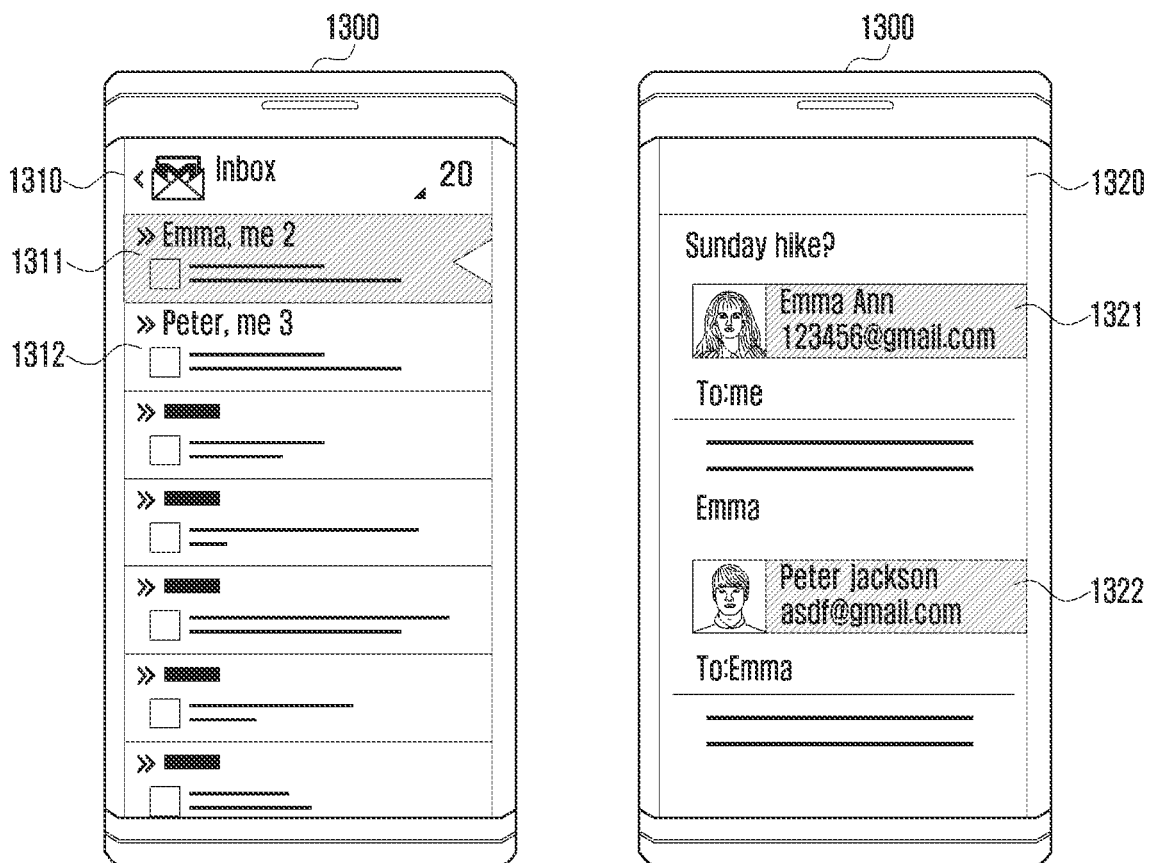 1300
1310
Inbox
20
1311
» Emma, me 2
1312
» Peter, me 3
»
»
»
»
»
1300
1320
Sunday hike?
Emma Ann
123456@gmail.com
1321
To:me
Emma
Peter jackson
asdf@gmail.com
1322
To:Emma